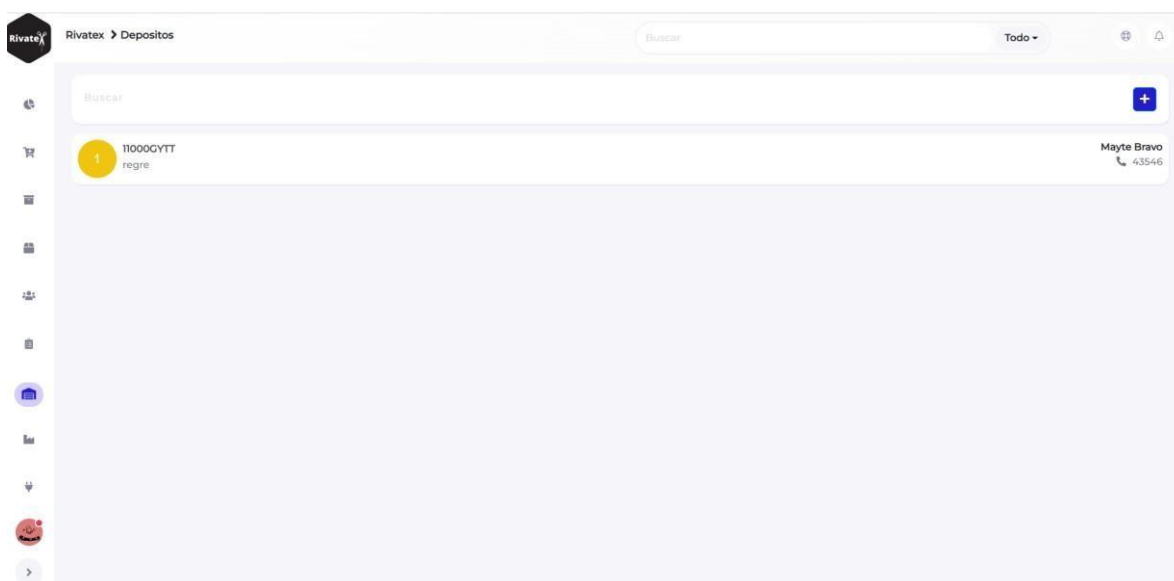 Rivatex
Rivatex > Depositos
Buscar
Todo
Buscar
1
11000GYTT
regre
Mayte Bravo
43546